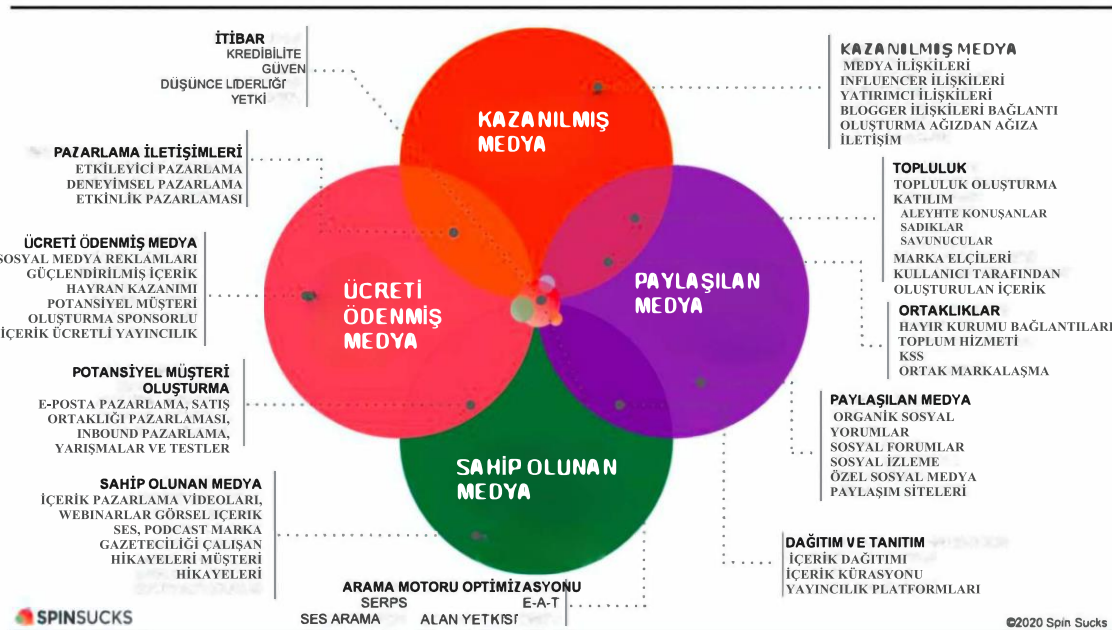 İTİBAR
KREDİBİLİTE
GÜVEN
DÜŞÜNCE LİDERLİĞİ
YETKİ
PAZARLAMA İLETİŞİMLERİ
ETKİLEYİCİ PAZARLAMA
DENEYİMSEL PAZARLAMA
ETKİNLİK PAZARLAMASI
ÜCRETİ ÖDENMİŞ MEDYA
SOSYAL MEDYA REKLAMLARI
GÜÇLENDİRİLMİŞ İÇERİK
HAYRAN KAZANIMI
POTANSİYEL MÜŞTERİ
OLUŞTURMA SPONSORLU
İÇERİK ÜCRETLİ YAYINCILIK
POTANSİYEL MÜŞTERİ
OLUŞTURMA
E-POSTA PAZARLAMA, SATIŞ
ORTAKLIĞI PAZARLAMASI,
INBOUND PAZARLAMA,
YARIŞMALAR VE TESTLER
SAHİP OLUNAN MEDYA
İÇERİK PAZARLAMA VİDEOLARI,
WEBINARLAR GÖRSEL IÇERIK
SES, PODCAST MARKA
GAZETECİLİĞİ ÇALIŞAN
HİKAYELERİ MÜŞTERİ
HİKAYELERİ
KAZANILMIŞ
MEDYA
ÜCRETİ
ÖDENMİŞ
MEDYA
PAYLAŞILAN
MEDYA
SAHİP OLUNAN
MEDYA
ARAMA MOTORU OPTİMİZASYONU
SERPS E-A-T
SES ARAMA ALAN YETKİSİ
KAZANILMIŞ MEDYA
MEDYA İLİŞKİLERİ
INFLUENCER İLİŞKİLERİ
YATIRIMCI İLİŞKİLERİ
BLOGGER İLİŞKİLERİ BAĞLANTI
OLUŞTURMA AĞIZDAN AĞIZA
İLETİŞİM
TOPLULUK
TOPLULUK OLUŞTURMA
KATILIM
ALEYHTE KONUŞANLAR
SADIKLAR
SAVUNUCULAR
MARKA ELÇİLERİ
KULLANICI TARAFINDAN
OLUŞTURULAN İÇERİK
ORTAKLIKLAR
HAYIR KURUMU BAĞLANTILARI
TOPLUM HİZMETİ
KSS
ORTAK MARKALAŞMA
PAYLAŞILAN MEDYA
ORGANİK SOSYAL
YORUMLAR
SOSYAL FORUMLAR
SOSYAL İZLEME
ÖZEL SOSYAL MEDYA
PAYLAŞIM SİTELERİ
DAĞITIM VE TANITIM
İÇERİK DAĞITIMI
İÇERİK KÜRASYONU
YAYINCILIK PLATFORMLARI
SPINSUCKS
©2020 Spin Sucks